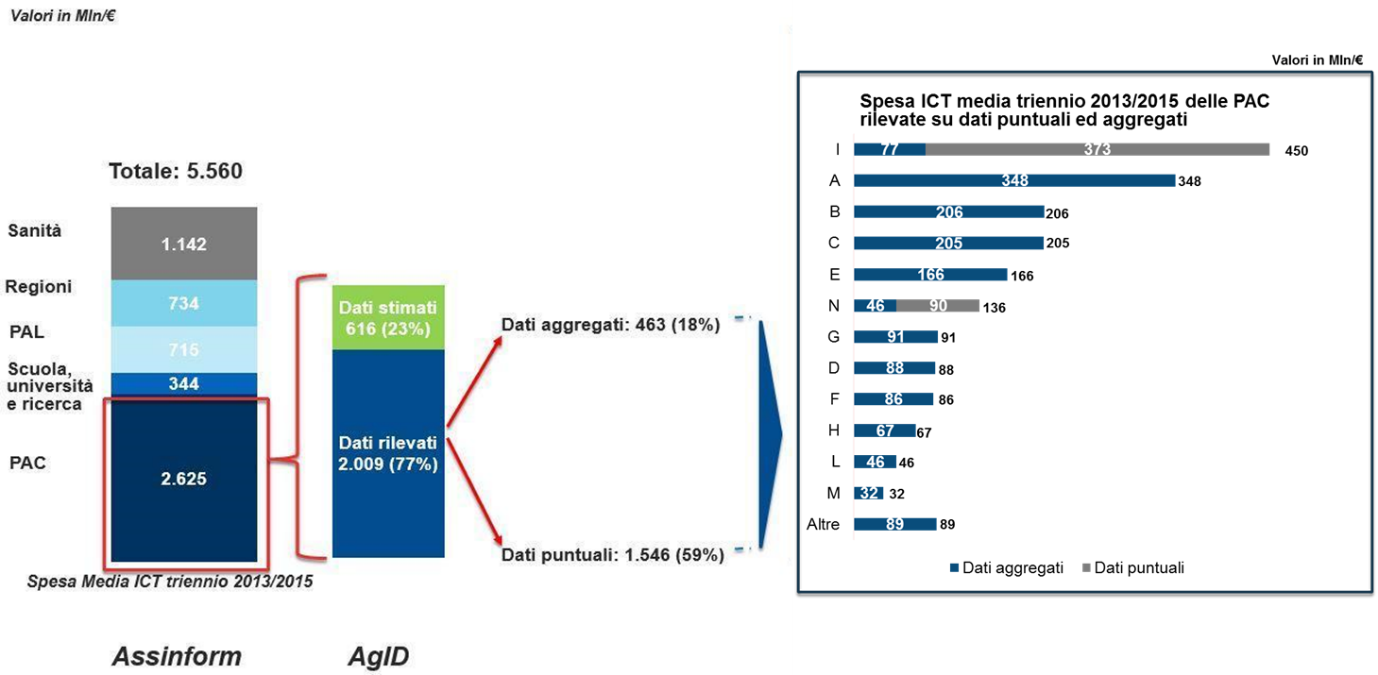 Valori in Mln/€
Totale: 5.560
Sanità
1.142
Regioni
734
PAL
715
Scuola,
università
e ricerca
344
PAC
2.625
Spesa Media ICT triennio 2013/2015
Assinform
Dati stimati
616 (23%)
Dati rilevati
2.009 (77%)
AgID
Dati aggregati: 463 (18%)
Dati puntuali: 1.546 (59%)
Valori in Mln/€
Spesa ICT media triennio 2013/2015 delle PAC
rilevate su dati puntuali ed aggregati
I 77 373 450
A 348 348
B 206 206
C 205 205
E 166 166
N 46 90 136
G 91 91
D 88 88
F 86 86
H 67 67
L 46 46
M 32 32
Altre 89 89
Dati aggregati Dati puntuali